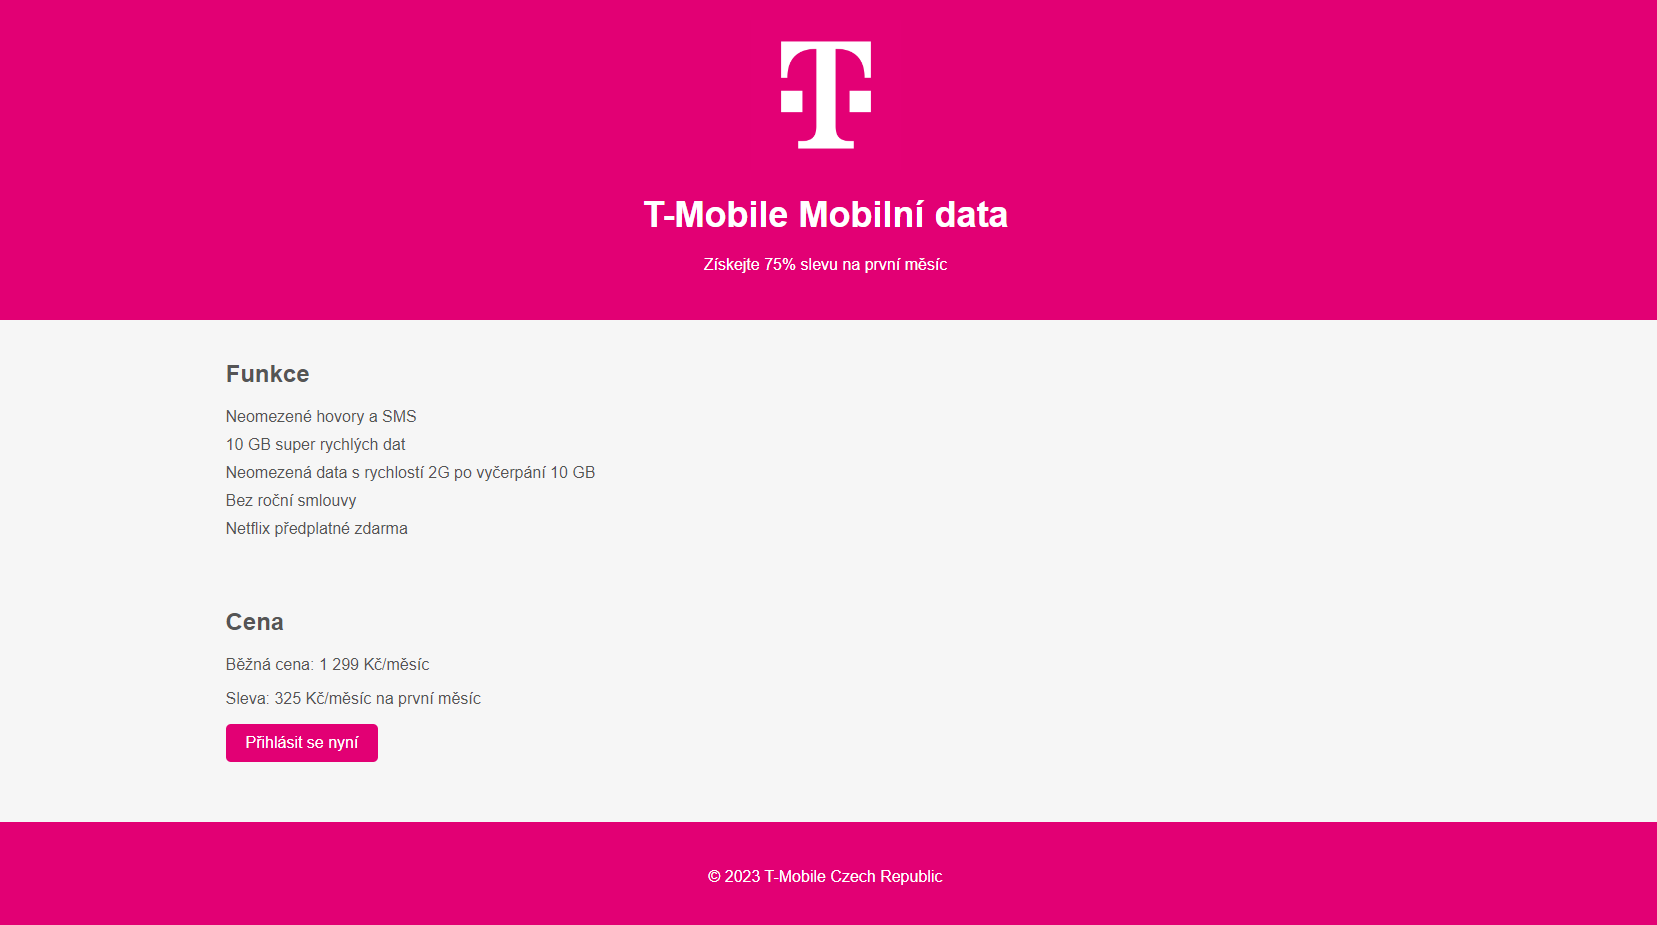 T
T-Mobile Mobilní data
Získejte 75% slevu na první měsíc
Funkce
Neomezené hovory a SMS
10 GB super rychlých dat
Neomezená data s rychlostí 2G po vyčerpání 10 GB
Bez roční smlouvy
Netflix předplatné zdarma
Cena
Běžná cena: 1 299 Kč/měsíc
Sleva: 325 Kč/měsíc na první měsíc
Přihlásit se nyní
© 2023 T-Mobile Czech Republic